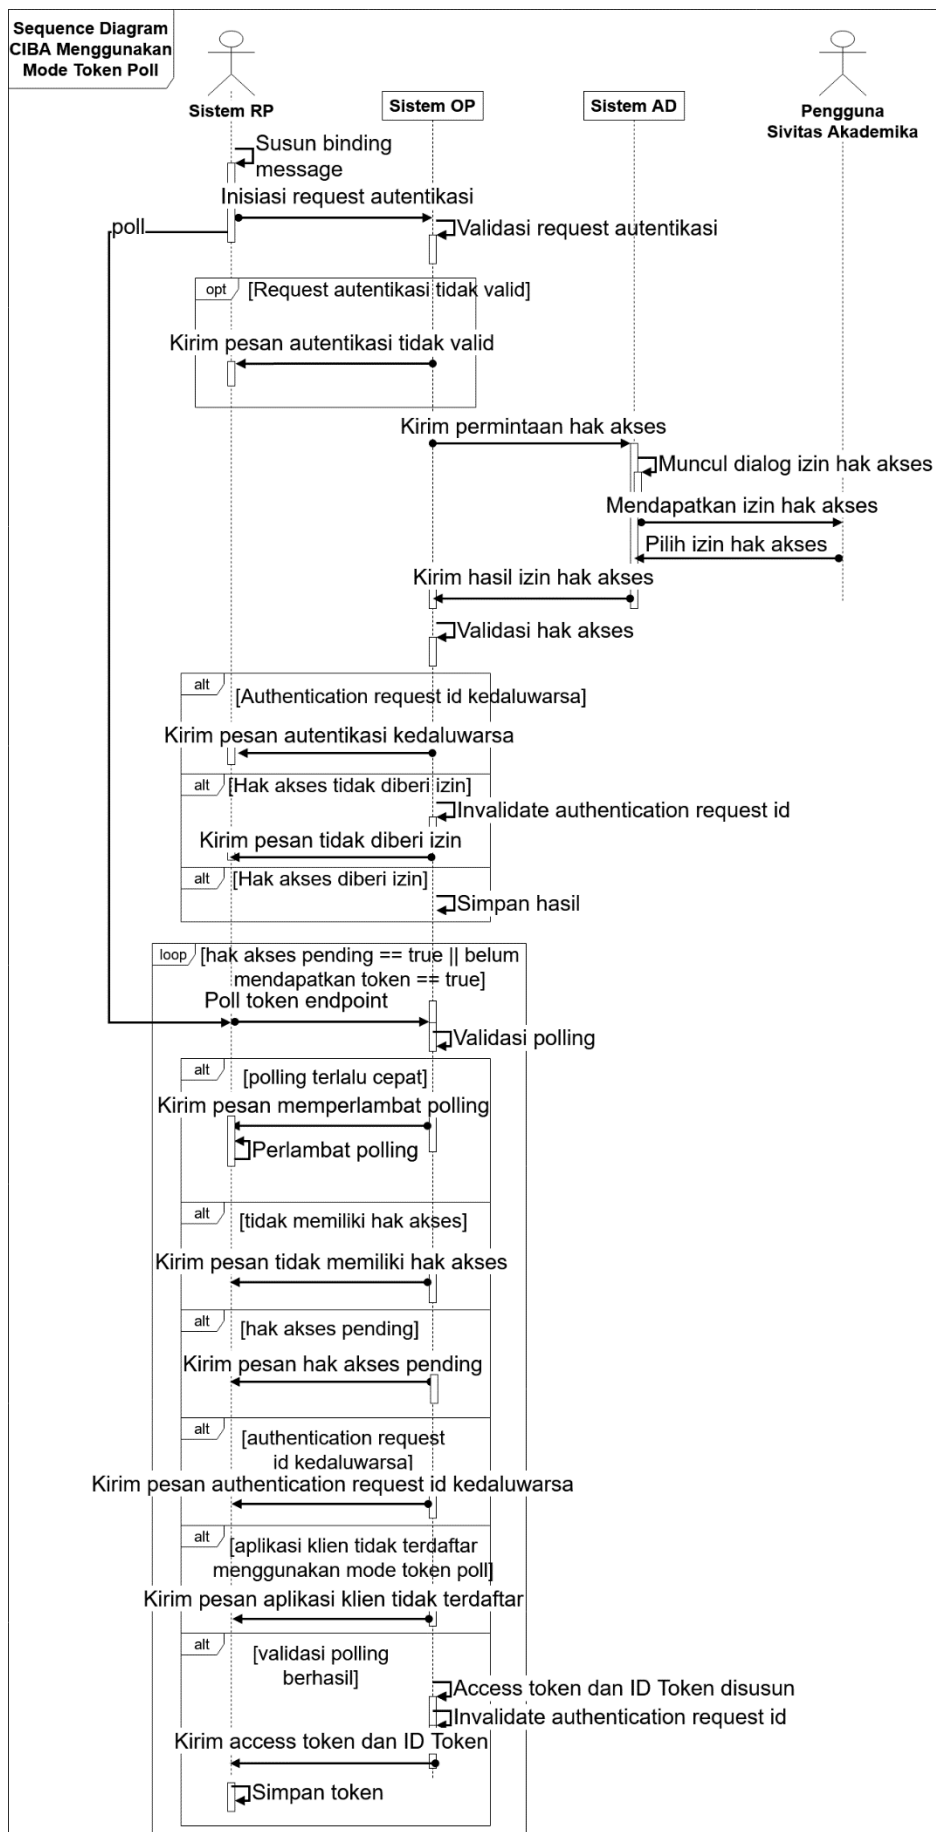 Sequence Diagram
CIBA Menggunakan
Mode Token Poll
Sistem RP
Sistem OP
Sistem AD
Pengguna
Sivitas Akademika
Susun binding
message
Inisiasi request autentikasi
poll
Validasi request autentikasi
opt
[Request autentikasi tidak valid]
Kirim pesan autentikasi tidak valid
Kirim permintaan hak akses
Muncul dialog izin hak akses
Mendapatkan izin hak akses
Pilih izin hak akses
Kirim hasil izin hak akses
Validasi hak akses
alt
[Authentication request id kedaluwarsa]
Kirim pesan autentikasi kedaluwarsa
alt
[Hak akses tidak diberi izin]
Invalidate authentication request id
Kirim pesan tidak diberi izin
alt
[Hak akses diberi izin]
Simpan hasil
loop
[hak akses pending == true || belum
mendapatkan token == true]
Poll token endpoint
Validasi polling
alt
[polling terlalu cepat]
Kirim pesan memperlambat polling
Perlambat polling
alt
[tidak memiliki hak akses]
Kirim pesan tidak memiliki hak akses
alt
[hak akses pending]
Kirim pesan hak akses pending
alt
[authentication request
id kedaluwarsa]
Kirim pesan authentication request id kedaluwarsa
alt
[aplikasi klien tidak terdaftar
menggunakan mode token poll]
Kirim pesan aplikasi klien tidak terdaftar
alt
[validasi polling
berhasil]
Access token dan ID Token disusun
Invalidate authentication request id
Kirim access token dan ID Token
Simpan token